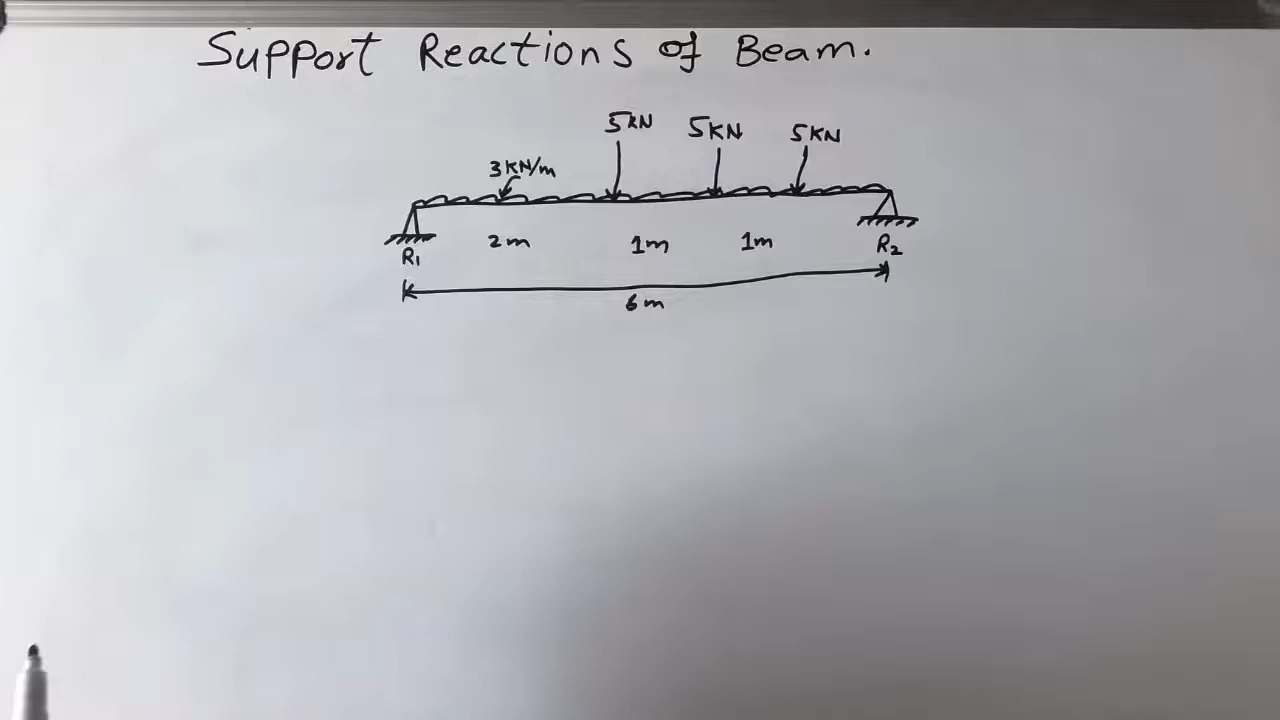 Support Reactions of Beam.
5kN 5KN 5KN
3KN/m
2m 1m 1m
R1 R2
6m